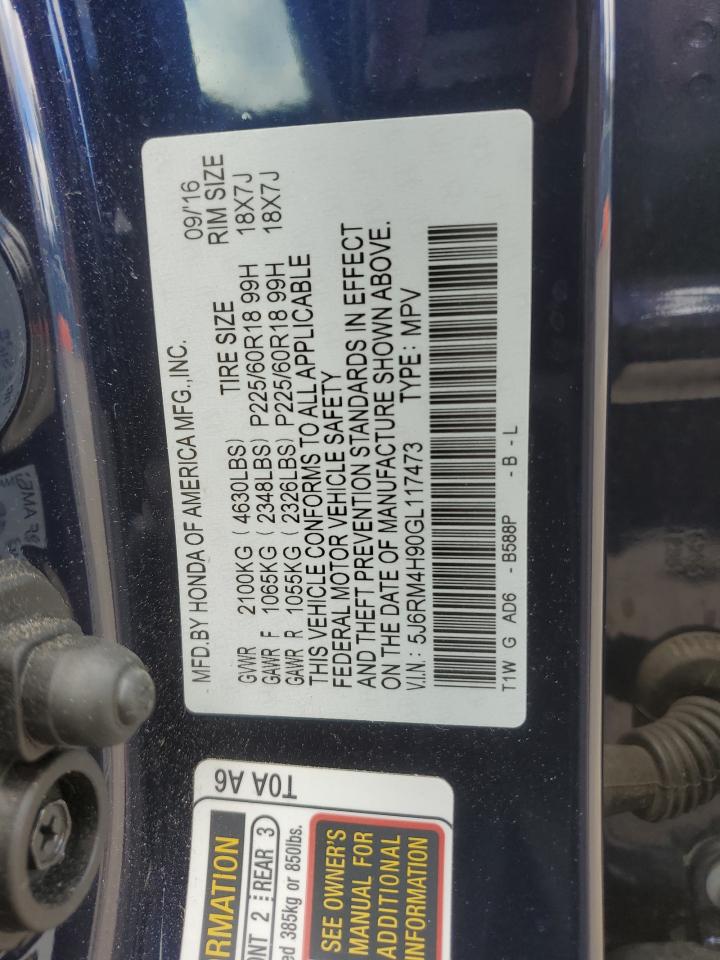 MFD.BY HONDA OF AMERICA MFG.,INC. 09/'16
GVWR 2100KG ( 4630LBS) TIRE SIZE RIM SIZE
GAWR F 1065KG ( 2348LBS) P225/60R18 99H 18X7J
GAWR R 1055KG ( 2326LBS) P225/60R18 99H 18X7J
THIS VEHICLE CONFORMS TO ALL APPLICABLE
FEDERAL MOTOR VEHICLE SAFETY
AND THEFT PREVENTION STANDARDS IN EFFECT
ON THE DATE OF MANUFACTURE SHOWN ABOVE.
V.I.N.: 5J6RM4H90GL117473 TYPE: MPV
T1W G AD6 - B588P - B - L
T0A A6
RMATION
NT 2 REAR 3
ed 385kg or 850lbs.
SEE OWNER'S
MANUAL FOR
ADDITIONAL
INFORMATION